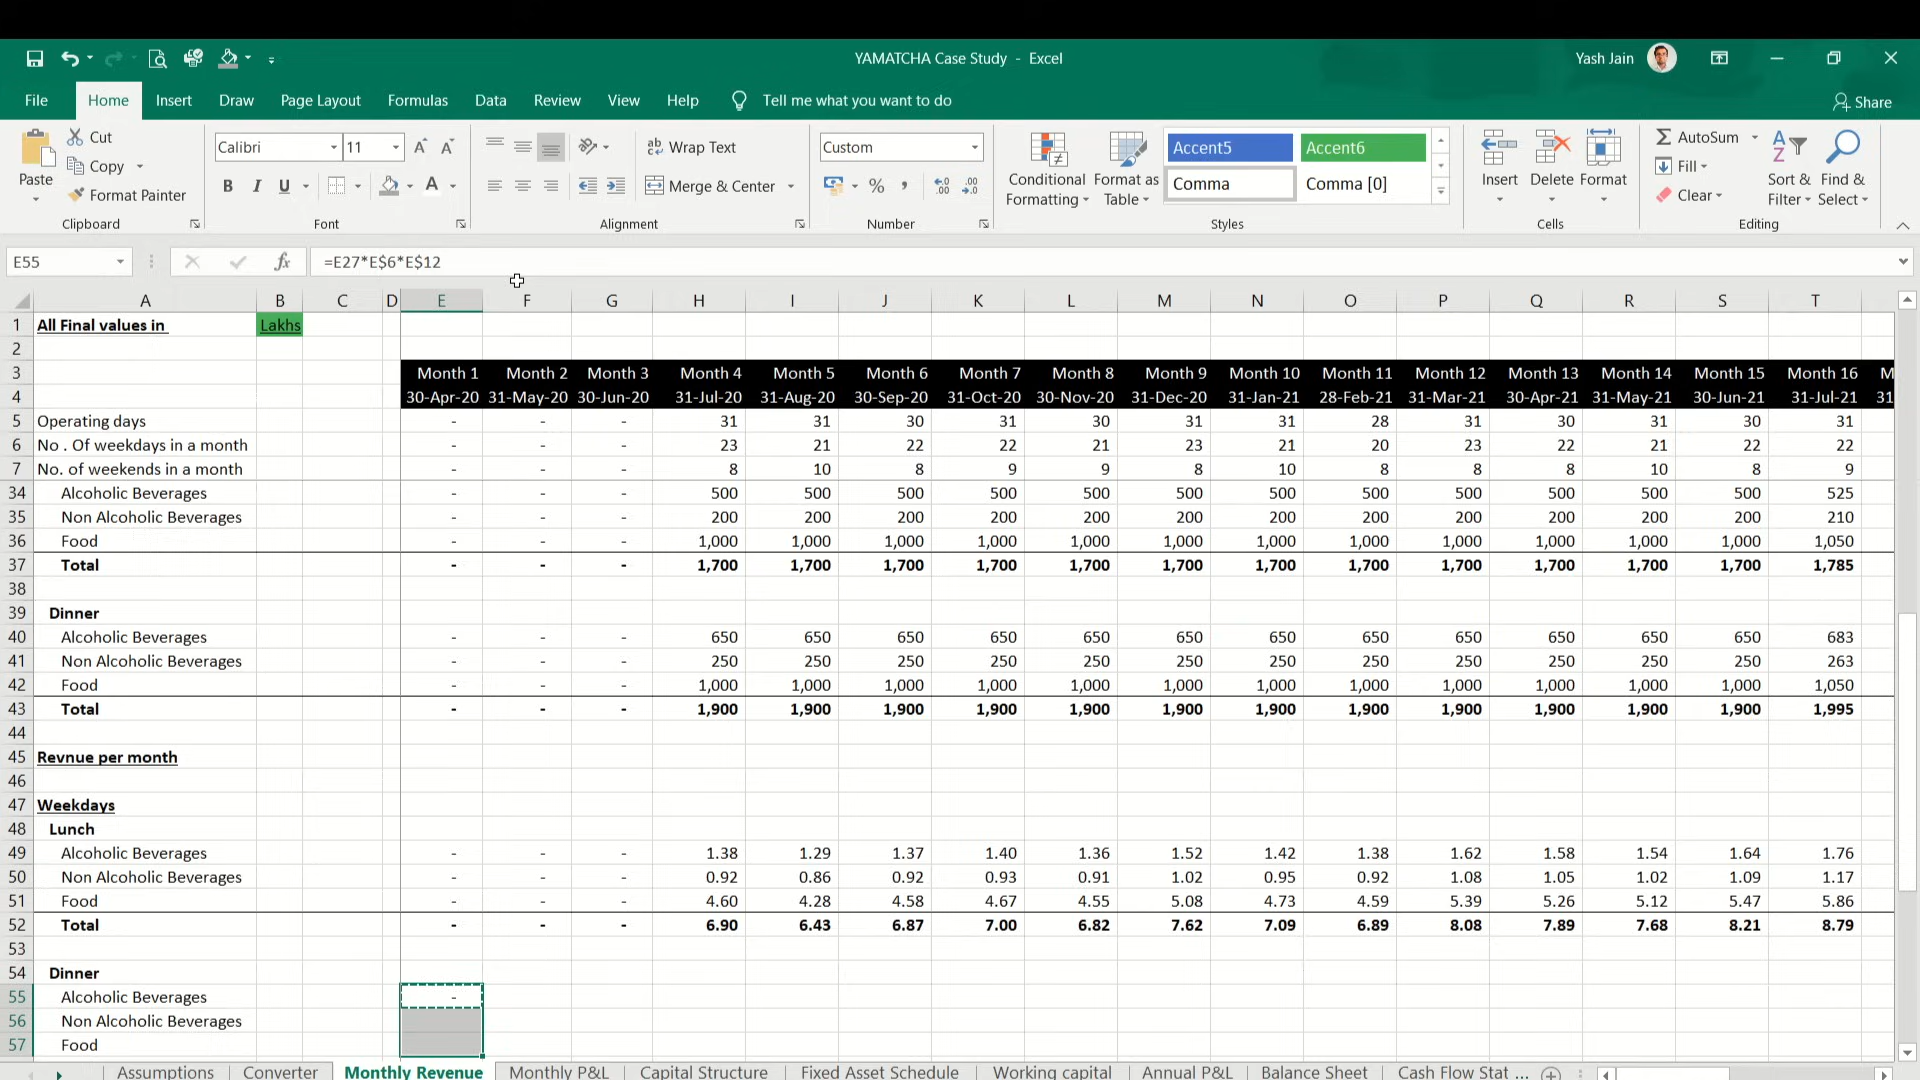 YAMATCHA Case Study - Excel
Yash Jain
File Home Insert Draw Page Layout Formulas Data Review View Help Tell me what you want to do
Share
Paste
Cut
Copy
Format Painter
Clipboard
Calibri 11
B I U
Font
Wrap Text
Merge & Center
Alignment
Custom
Number
Conditional Formatting
Format as Table
Accent5 Accent6
Comma Comma [0]
Styles
Insert Delete Format
Cells
AutoSum
Fill
Clear
Sort & Filter
Find & Select
Editing
E55 fx =E27*E$6*E$12
A B C D E F G H I J K L M N O P Q R S T
1 All Final values in Lakhs
2
3 Month 1 Month 2 Month 3 Month 4 Month 5 Month 6 Month 7 Month 8 Month 9 Month 10 Month 11 Month 12 Month 13 Month 14 Month 15 Month 16 M
4 30-Apr-20 31-May-20 30-Jun-20 31-Jul-20 31-Aug-20 30-Sep-20 31-Oct-20 30-Nov-20 31-Dec-20 31-Jan-21 28-Feb-21 31-Mar-21 30-Apr-21 31-May-21 30-Jun-21 31-Jul-21 31
5 Operating days - - - 31 31 30 31 30 31 31 28 31 30 31 30 31
6 No . Of weekdays in a month - - - 23 21 22 22 21 23 21 20 23 22 21 22 22
7 No. of weekends in a month - - - 8 10 8 9 9 8 10 8 8 8 10 8 9
34 Alcoholic Beverages - - - 500 500 500 500 500 500 500 500 500 500 500 500 525
35 Non Alcoholic Beverages - - - 200 200 200 200 200 200 200 200 200 200 200 200 210
36 Food - - - 1,000 1,000 1,000 1,000 1,000 1,000 1,000 1,000 1,000 1,000 1,000 1,000 1,050
37 Total - - - 1,700 1,700 1,700 1,700 1,700 1,700 1,700 1,700 1,700 1,700 1,700 1,700 1,785
38
39 Dinner
40 Alcoholic Beverages - - - 650 650 650 650 650 650 650 650 650 650 650 650 683
41 Non Alcoholic Beverages - - - 250 250 250 250 250 250 250 250 250 250 250 250 263
42 Food - - - 1,000 1,000 1,000 1,000 1,000 1,000 1,000 1,000 1,000 1,000 1,000 1,000 1,050
43 Total - - - 1,900 1,900 1,900 1,900 1,900 1,900 1,900 1,900 1,900 1,900 1,900 1,900 1,995
44
45 Revnue per month
46
47 Weekdays
48 Lunch
49 Alcoholic Beverages - - - 1.38 1.29 1.37 1.40 1.36 1.52 1.42 1.38 1.62 1.58 1.54 1.64 1.76
50 Non Alcoholic Beverages - - - 0.92 0.86 0.92 0.93 0.91 1.02 0.95 0.92 1.08 1.05 1.02 1.09 1.17
51 Food - - - 4.60 4.28 4.58 4.67 4.55 5.08 4.73 4.59 5.39 5.26 5.12 5.47 5.86
52 Total - - - 6.90 6.43 6.87 7.00 6.82 7.62 7.09 6.89 8.08 7.89 7.68 8.21 8.79
53
54 Dinner
55 Alcoholic Beverages -
56 Non Alcoholic Beverages
57 Food
Assumptions Converter Monthly Revenue Monthly P&L Capital Structure Fixed Asset Schedule Working capital Annual P&L Balance Sheet Cash Flow Stat ...